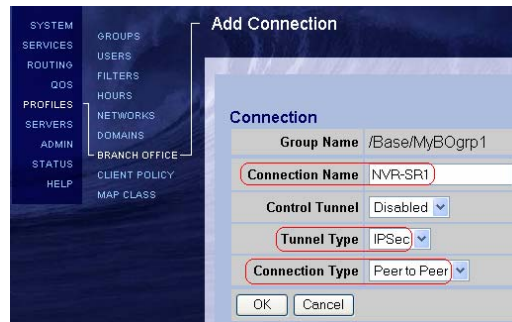 SYSTEM
SERVICES
ROUTING
QOS
PROFILES
SERVERS
ADMIN
STATUS
HELP
GROUPS
USERS
FILTERS
HOURS
NETWORKS
DOMAINS
BRANCH OFFICE
CLIENT POLICY
MAP CLASS
Add Connection
Connection
Group Name /Base/MyBOgrp1
Connection Name NVR-SR1
Control Tunnel Disabled
Tunnel Type IPSec
Connection Type Peer to Peer
OK Cancel